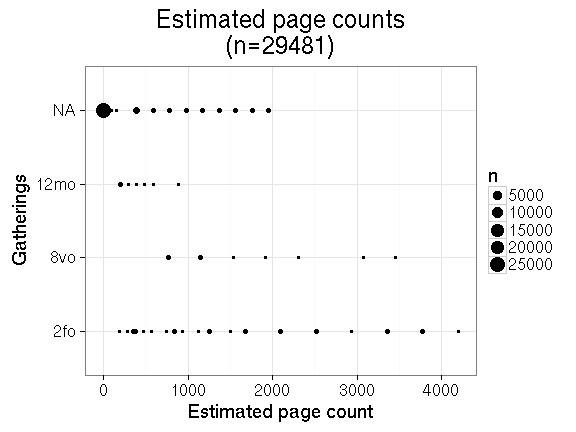 Estimated page counts
(n=29481)
Gatherings
NA
12mo
8vo
2fo
0
1000
2000
3000
4000
Estimated page count
n
5000
10000
15000
20000
25000